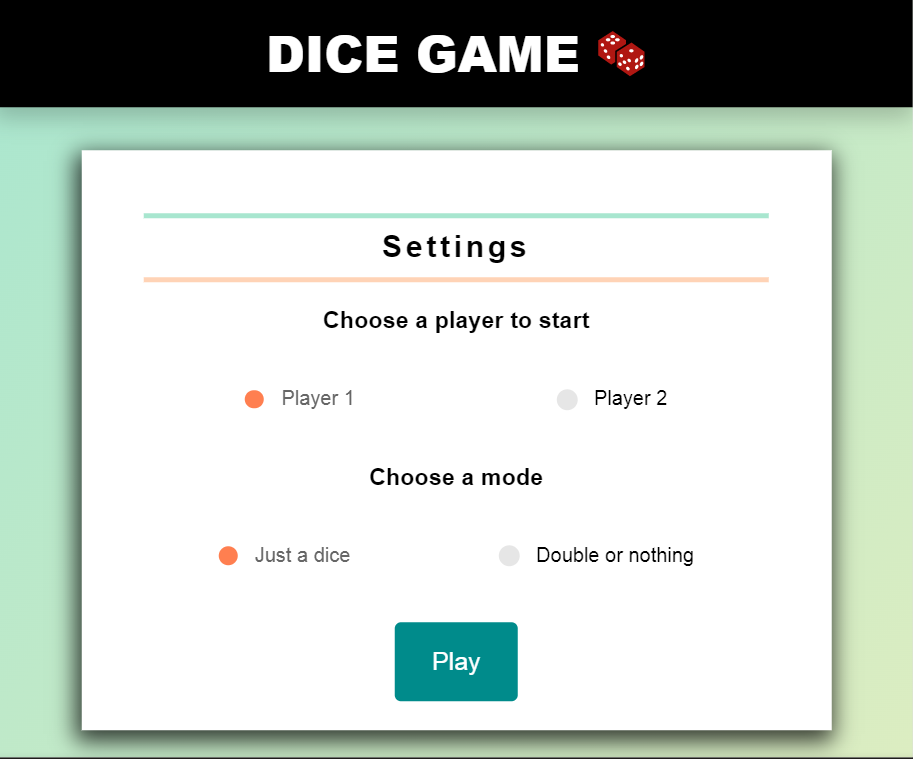 DICE GAME
Settings
Choose a player to start
Player 1 Player 2
Choose a mode
Just a dice Double or nothing
Play